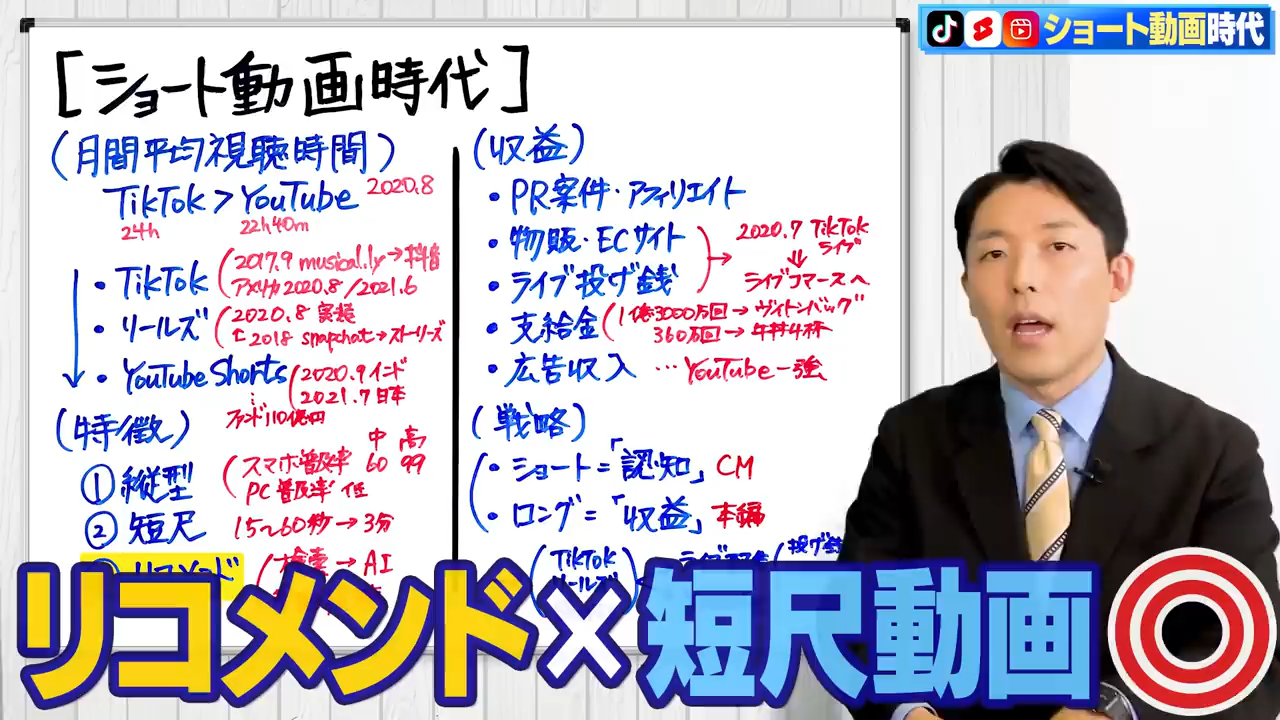 ショート動画時代
[ショート動画時代]
(月間平均視聴時間)
TikTok > YouTube 2020.8
24h 22h40m
・TikTok (2017.9 musical.ly→抖音
アメリカ2020.8/2021.6
・リールズ (2020.8 実装
2018 snapchat→ストーリーズ
・YouTube Shorts (2020.9 インド
2021.7 日本
ファンド110億円
(特徴)
中 高
①縦型 (スマホ普及率 60 99
PC普及率 低
②短尺 15~60秒→3分
検索→AI
(収益)
・PR案件・アフィリエイト
・物販・ECサイト
・ライブ投げ銭
2020.7 TikTok
ライブ
ライブコマースへ
・支給金 (1億3000万回→ヴィトンバッグ
360万回→牛丼4杯
・広告収入 …YouTube一強
(戦略)
・ショート=「認知」CM
・ロング=「収益」本編
(TikTok
リールズ)
リコメンド×短尺動画